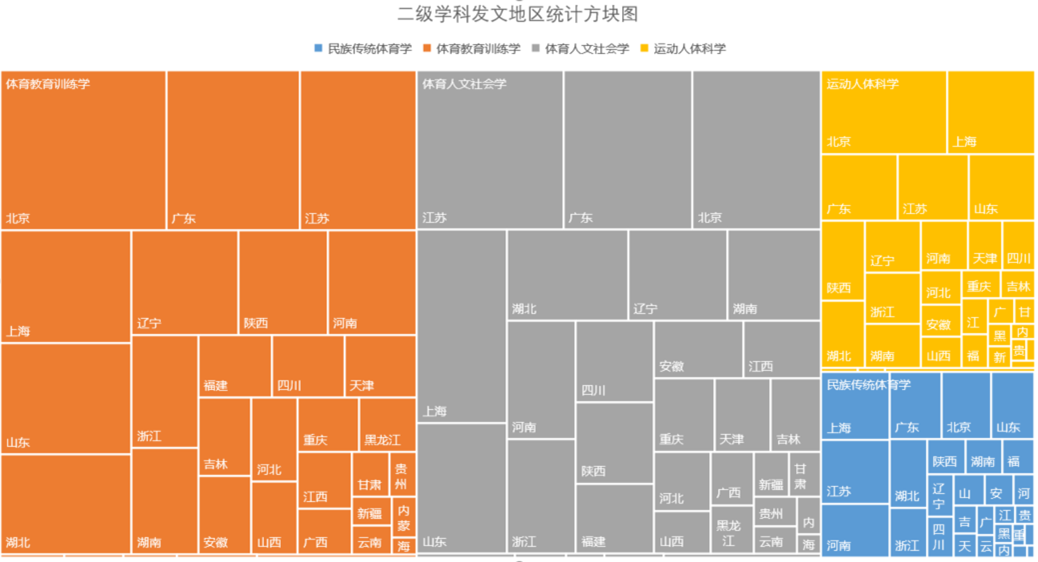 二级学科发文地区统计方块图
民族传统体育学 体育教育训练学 体育人文社会学 运动人体科学
体育教育训练学
北京
广东
江苏
上海
辽宁
陕西
河南
山东
浙江
福建
四川
天津
吉林
河北
重庆
黑龙江
湖北
湖南
安徽
山西
江西
广西
甘肃
贵
州
新疆
内
蒙
云南
海
体育人文社会学
江苏
广东
北京
上海
湖北
辽宁
湖南
河南
四川
安徽
江西
陕西
重庆
天津
吉林
山东
浙江
福建
河北
山西
广西
黑龙
江
新疆
甘
肃
贵州
内
云南
海
运动人体科学
北京
上海
广东
江苏
山东
陕西
辽宁
河南
天津
四川
浙江
河北
重庆
吉林
湖北
湖南
安徽
山西
江
福
广
甘
黑
内
新
贵
民族传统体育学
上海
广东
北京
山东
江苏
湖北
陕西
湖南
福
河南
浙江
辽
宁
山
安
河
四
川
吉
广
江
贵
天
云
黑
重
内